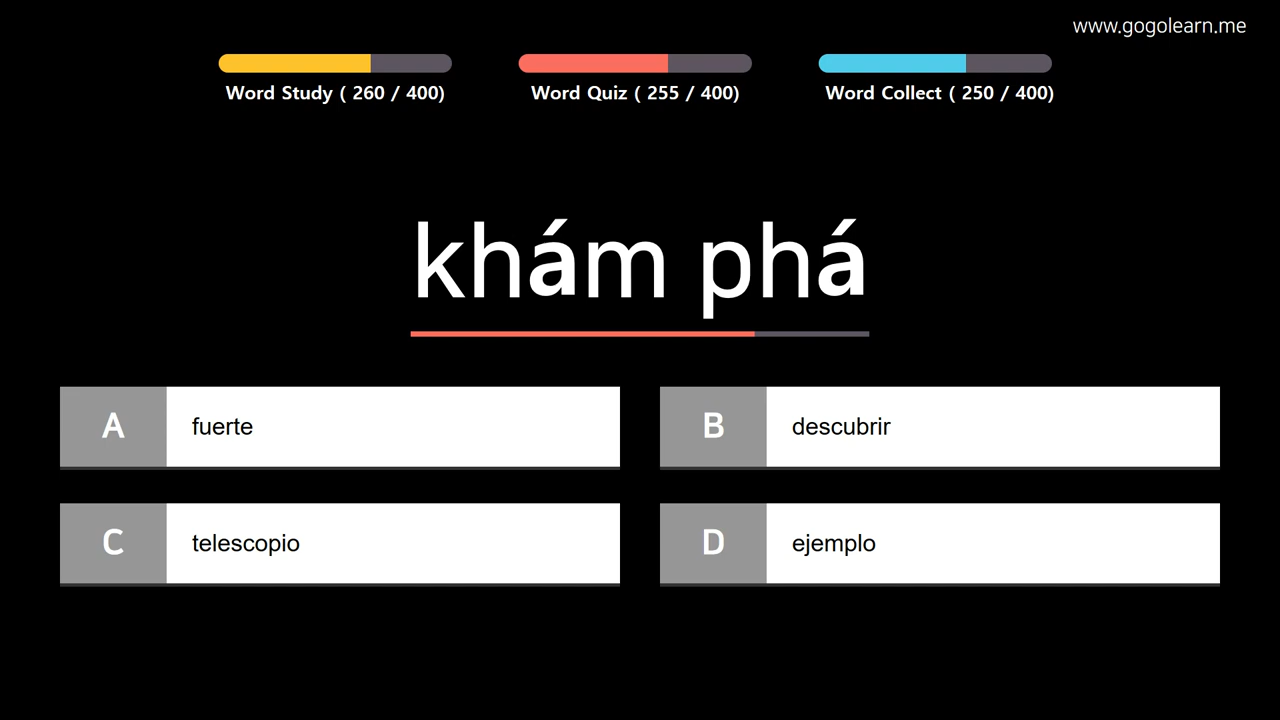 www.gogolearn.me
Word Study ( 260 / 400)
Word Quiz ( 255 / 400)
Word Collect ( 250 / 400)
khám phá
A fuerte
B descubrir
C telescopio
D ejemplo